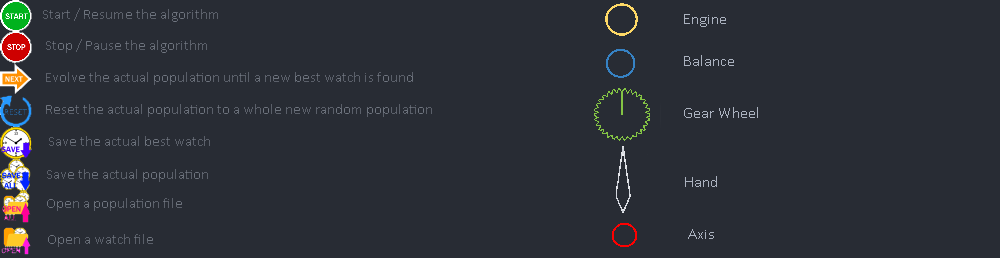 START Start / Resume the algorithm
STOP Stop / Pause the algorithm
NEXT Evolve the actual population until a new best watch is found
RESET Reset the actual population to a whole new random population
SAVE Save the actual best watch
SAVE ALL Save the actual population
OPEN ALL Open a population file
OPEN Open a watch file
Engine
Balance
Gear Wheel
Hand
Axis